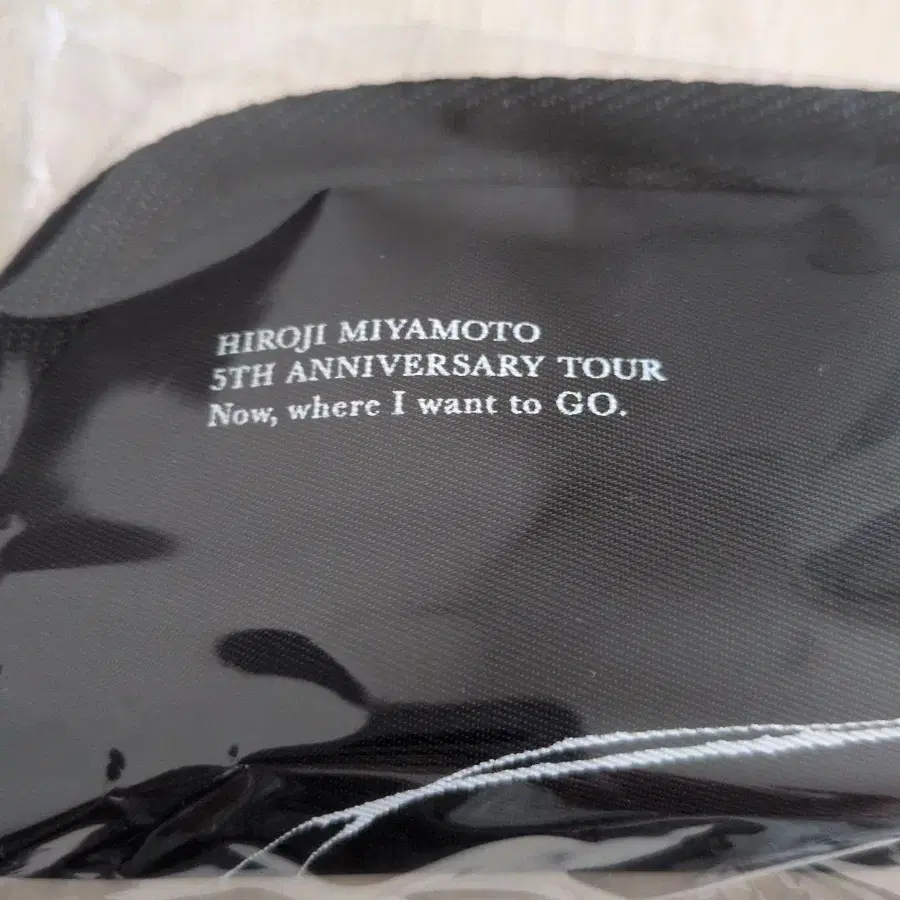 HIROJI MIYAMOTO
5TH ANNIVERSARY TOUR
Now, where I want to GO.